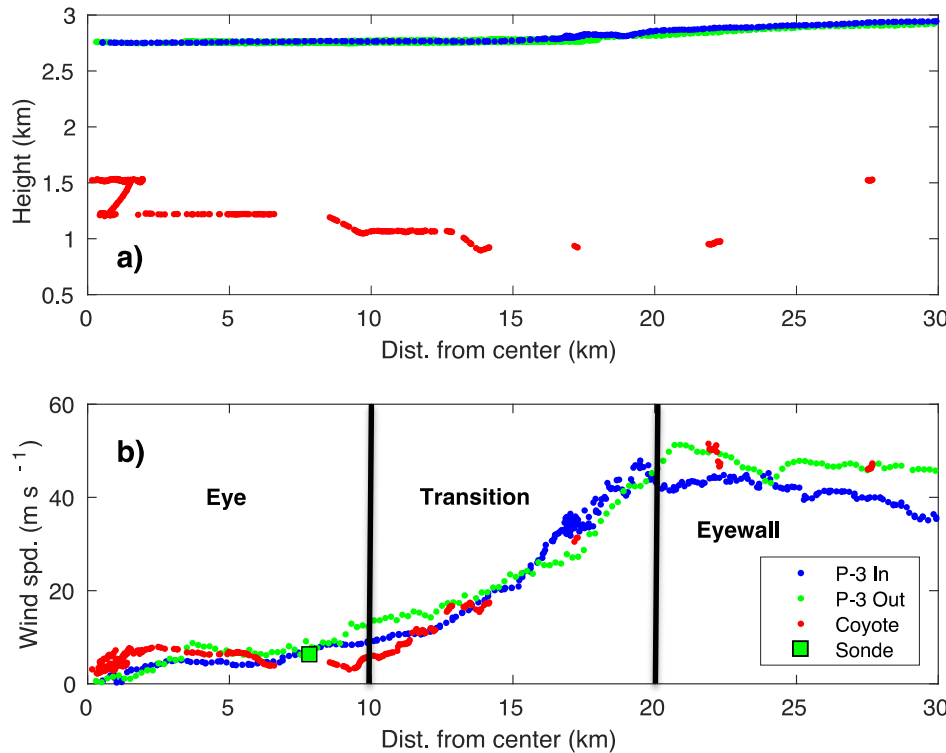 3
2.5
2
1.5
1
0.5
Height (km)
a)
0 5 10 15 20 25 30
Dist. from center (km)
60
40
20
0
Wind spd. (m s⁻¹)
b)
Eye
Transition
Eyewall
P-3 In
P-3 Out
Coyote
Sonde
0 5 10 15 20 25 30
Dist. from center (km)